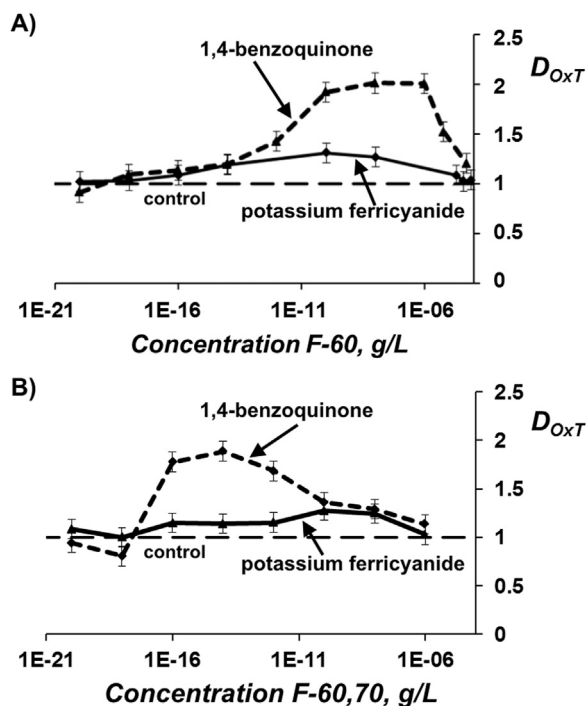 A)
1,4-benzoquinone
2.5
D_OxT
2
1.5
1
control
potassium ferricyanide
0.5
0
1E-21 1E-16 1E-11 1E-06
Concentration F-60, g/L
B)
1,4-benzoquinone
2.5
D_OxT
2
1.5
1
control
potassium ferricyanide
0.5
0
1E-21 1E-16 1E-11 1E-06
Concentration F-60,70, g/L